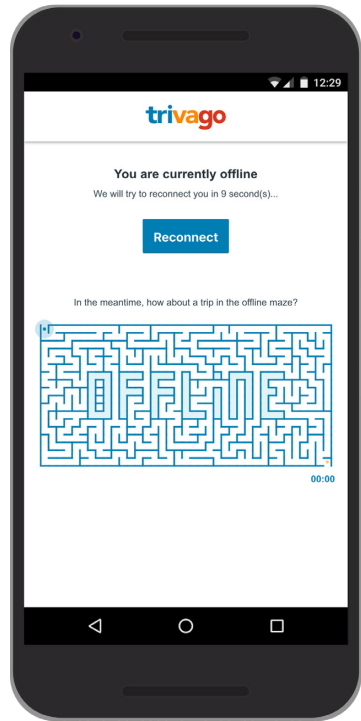 12:29
trivago
You are currently offline
We will try to reconnect you in 9 second(s)...
Reconnect
In the meantime, how about a trip in the offline maze?
OFFLINE
00:00